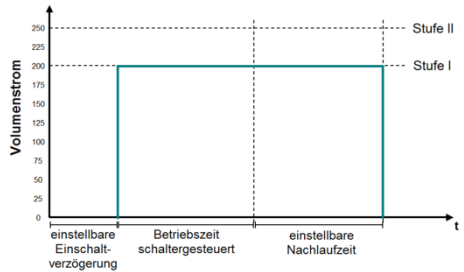 Volumenstrom
250
225
200
175
150
125
100
75
50
25
0
Stufe II
Stufe I
t
einstellbare
Einschalt-
verzögerung
Betriebszeit
schaltergesteuert
einstellbare
Nachlaufzeit